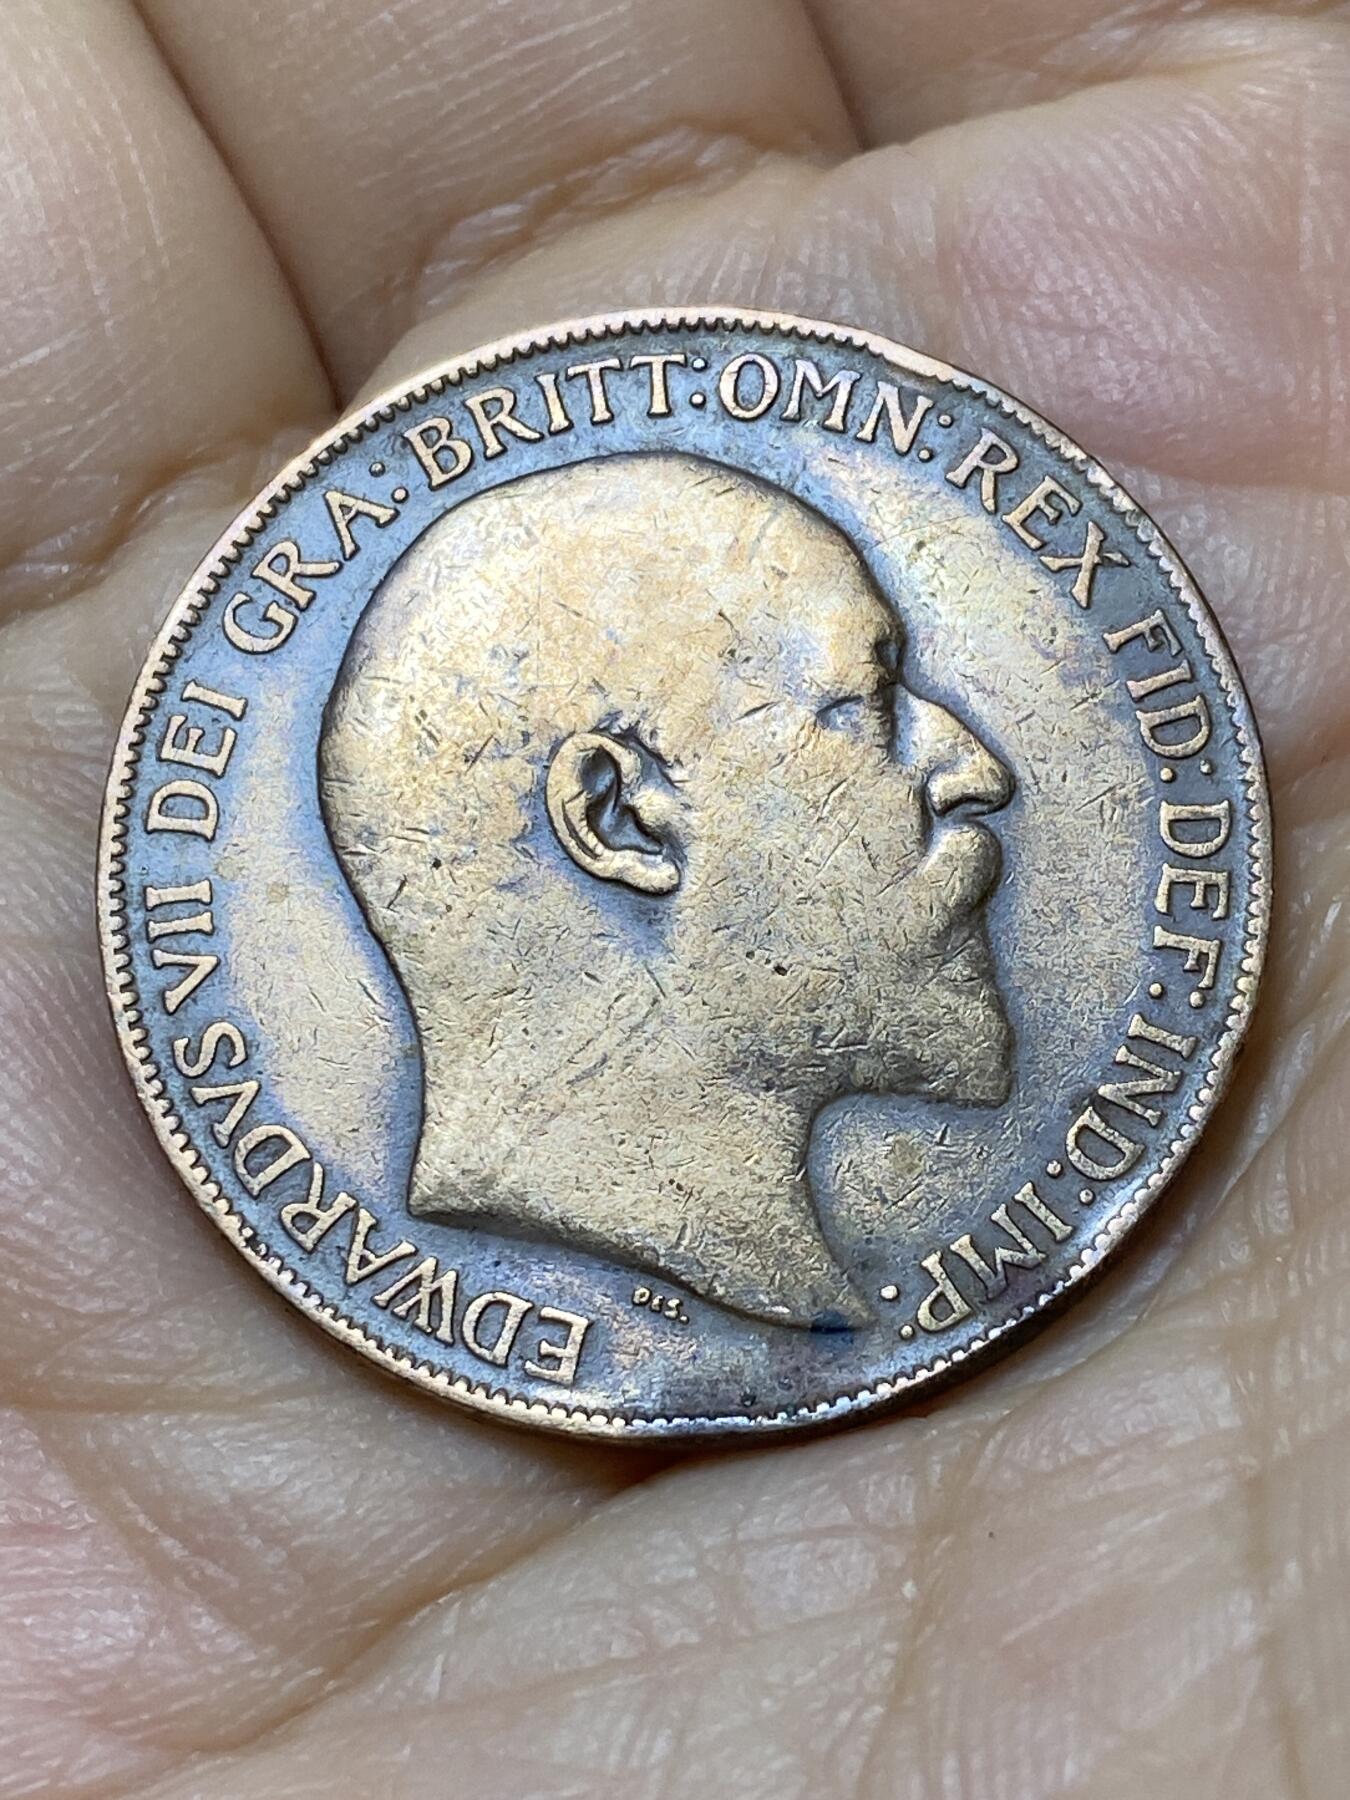 EDWARDVS VII DEI GRA: BRITT: OMN: REX FID: DEF: IND: IMP:
DES.